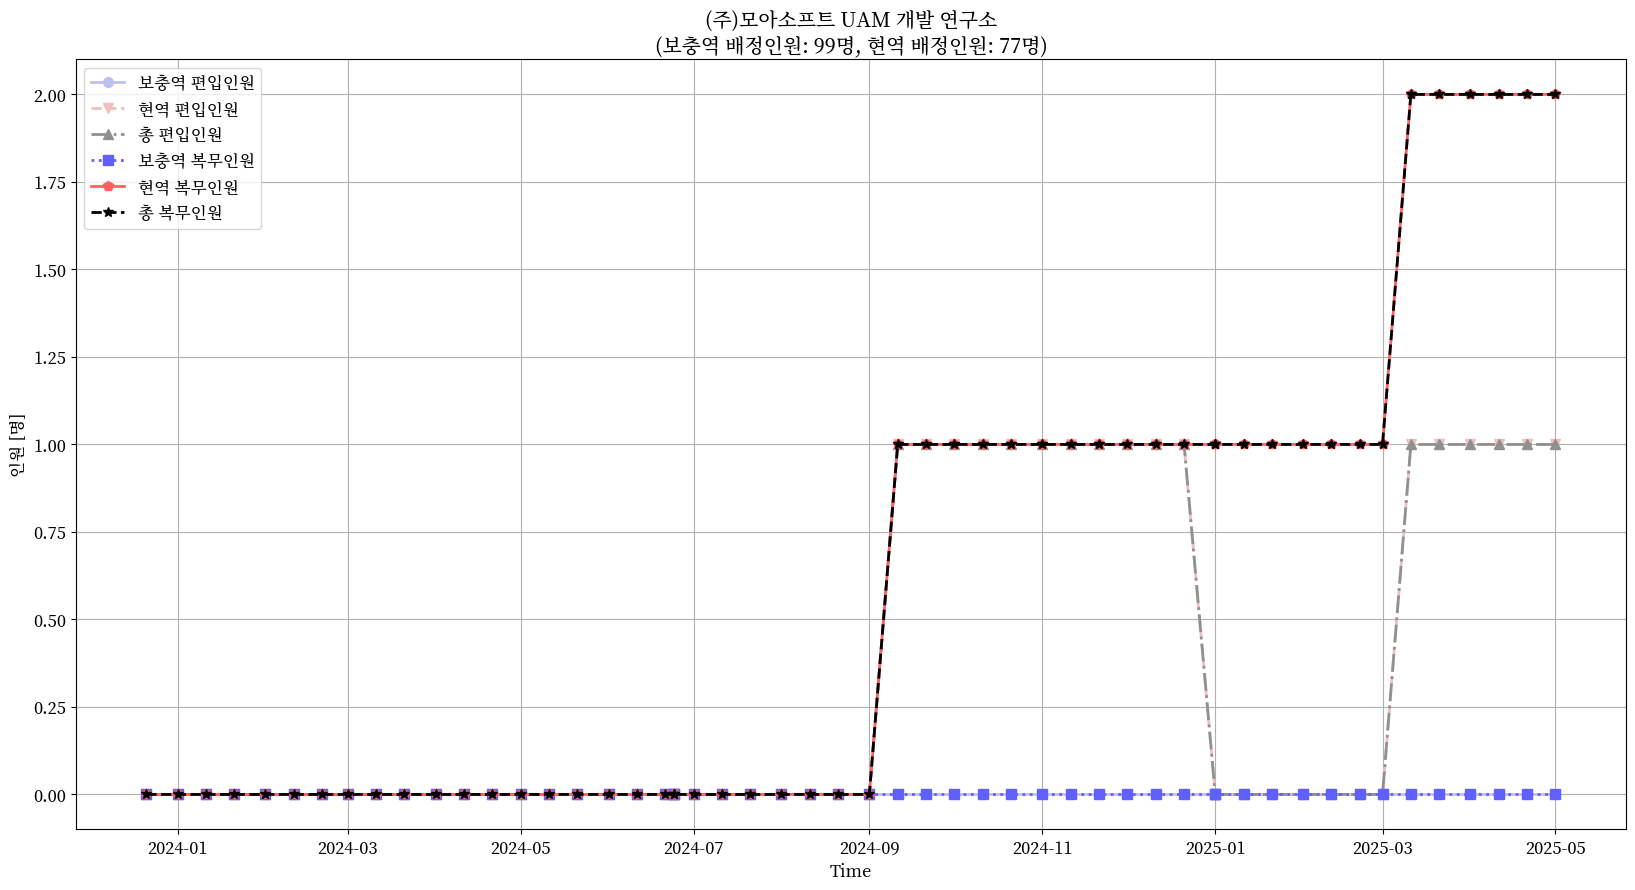 (주)모아소프트 UAM 개발 연구소
(보충역 배정인원: 99명, 현역 배정인원: 77명)
보충역 편입인원
현역 편입인원
총 편입인원
보충역 복무인원
현역 복무인원
총 복무인원
2.00
1.75
1.50
1.25
1.00
0.75
0.50
0.25
0.00
인원 [명]
2024-01 2024-03 2024-05 2024-07 2024-09 2024-11 2025-01 2025-03 2025-05
Time